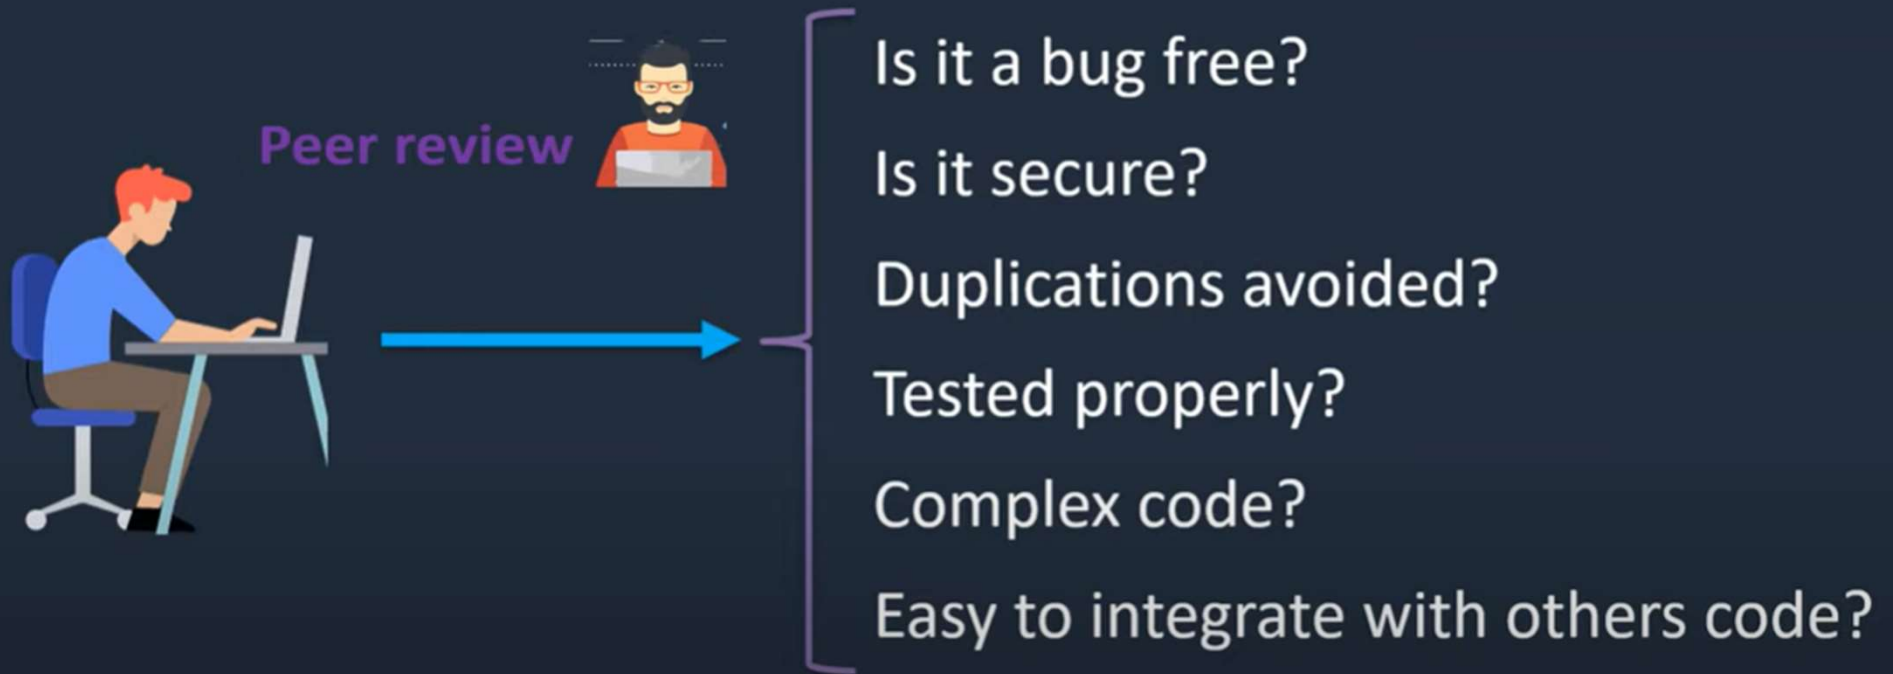 Peer review
Is it a bug free?
Is it secure?
Duplications avoided?
Tested properly?
Complex code?
Easy to integrate with others code?